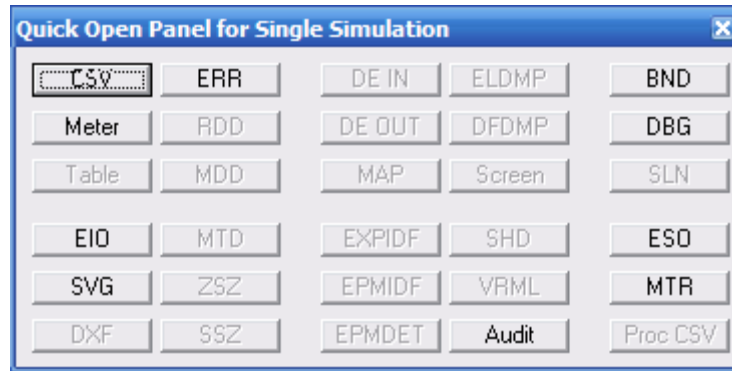 Quick Open Panel for Single Simulation
CSV ERR DE IN ELDMP BND
Meter RDD DE OUT DFDMP DBG
Table MDD MAP Screen SLN
EIO MTD EXPIDF SHD ESO
SVG ZSZ EPMIDF VRML MTR
DXF SSZ EPMDET Audit Proc CSV